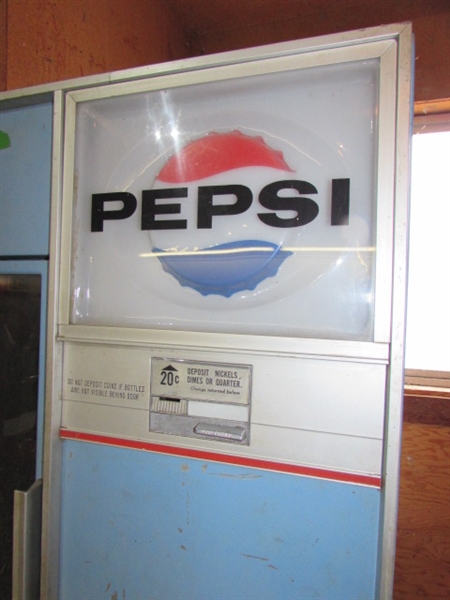 PEPSI
20¢
DEPOSIT NICKELS,
DIMES OR QUARTER.
Change returned before
DO NOT DEPOSIT COINS IF BOTTLES
ARE NOT VISIBLE BEHIND DOOR